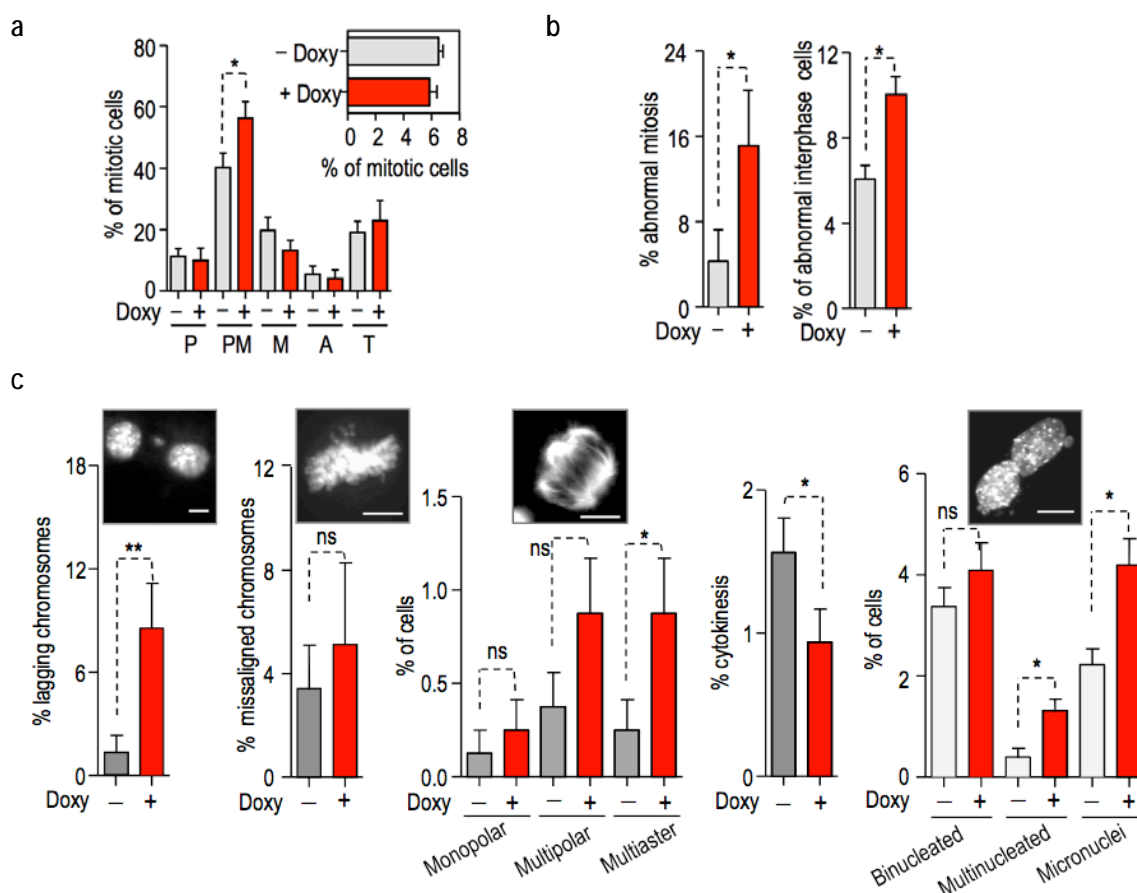 a
% of mitotic cells
80
60
40
20
0
*
− Doxy
+ Doxy
0 2 4 6 8
% of mitotic cells
Doxy − + − + − + − + − +
P PM M A T
b
% abnormal mitosis
24
16
8
0
*
Doxy − +
% of abnormal interphase cells
12
9
6
3
0
*
Doxy − +
c
% lagging chromosomes
18
12
9
6
0
**
Doxy − +
% missaligned chromosomes
12
8
4
0
ns
Doxy − +
% of cells
1.5
1.0
0.5
0.0
ns
ns
*
Doxy − + − + − +
Monopolar Multipolar Multiaster
% cytokinesis
2
1
0
*
Doxy − +
% of cells
6
4
2
0
ns
*
*
Doxy − + − + − +
Binucleated Multinucleated Micronuclei